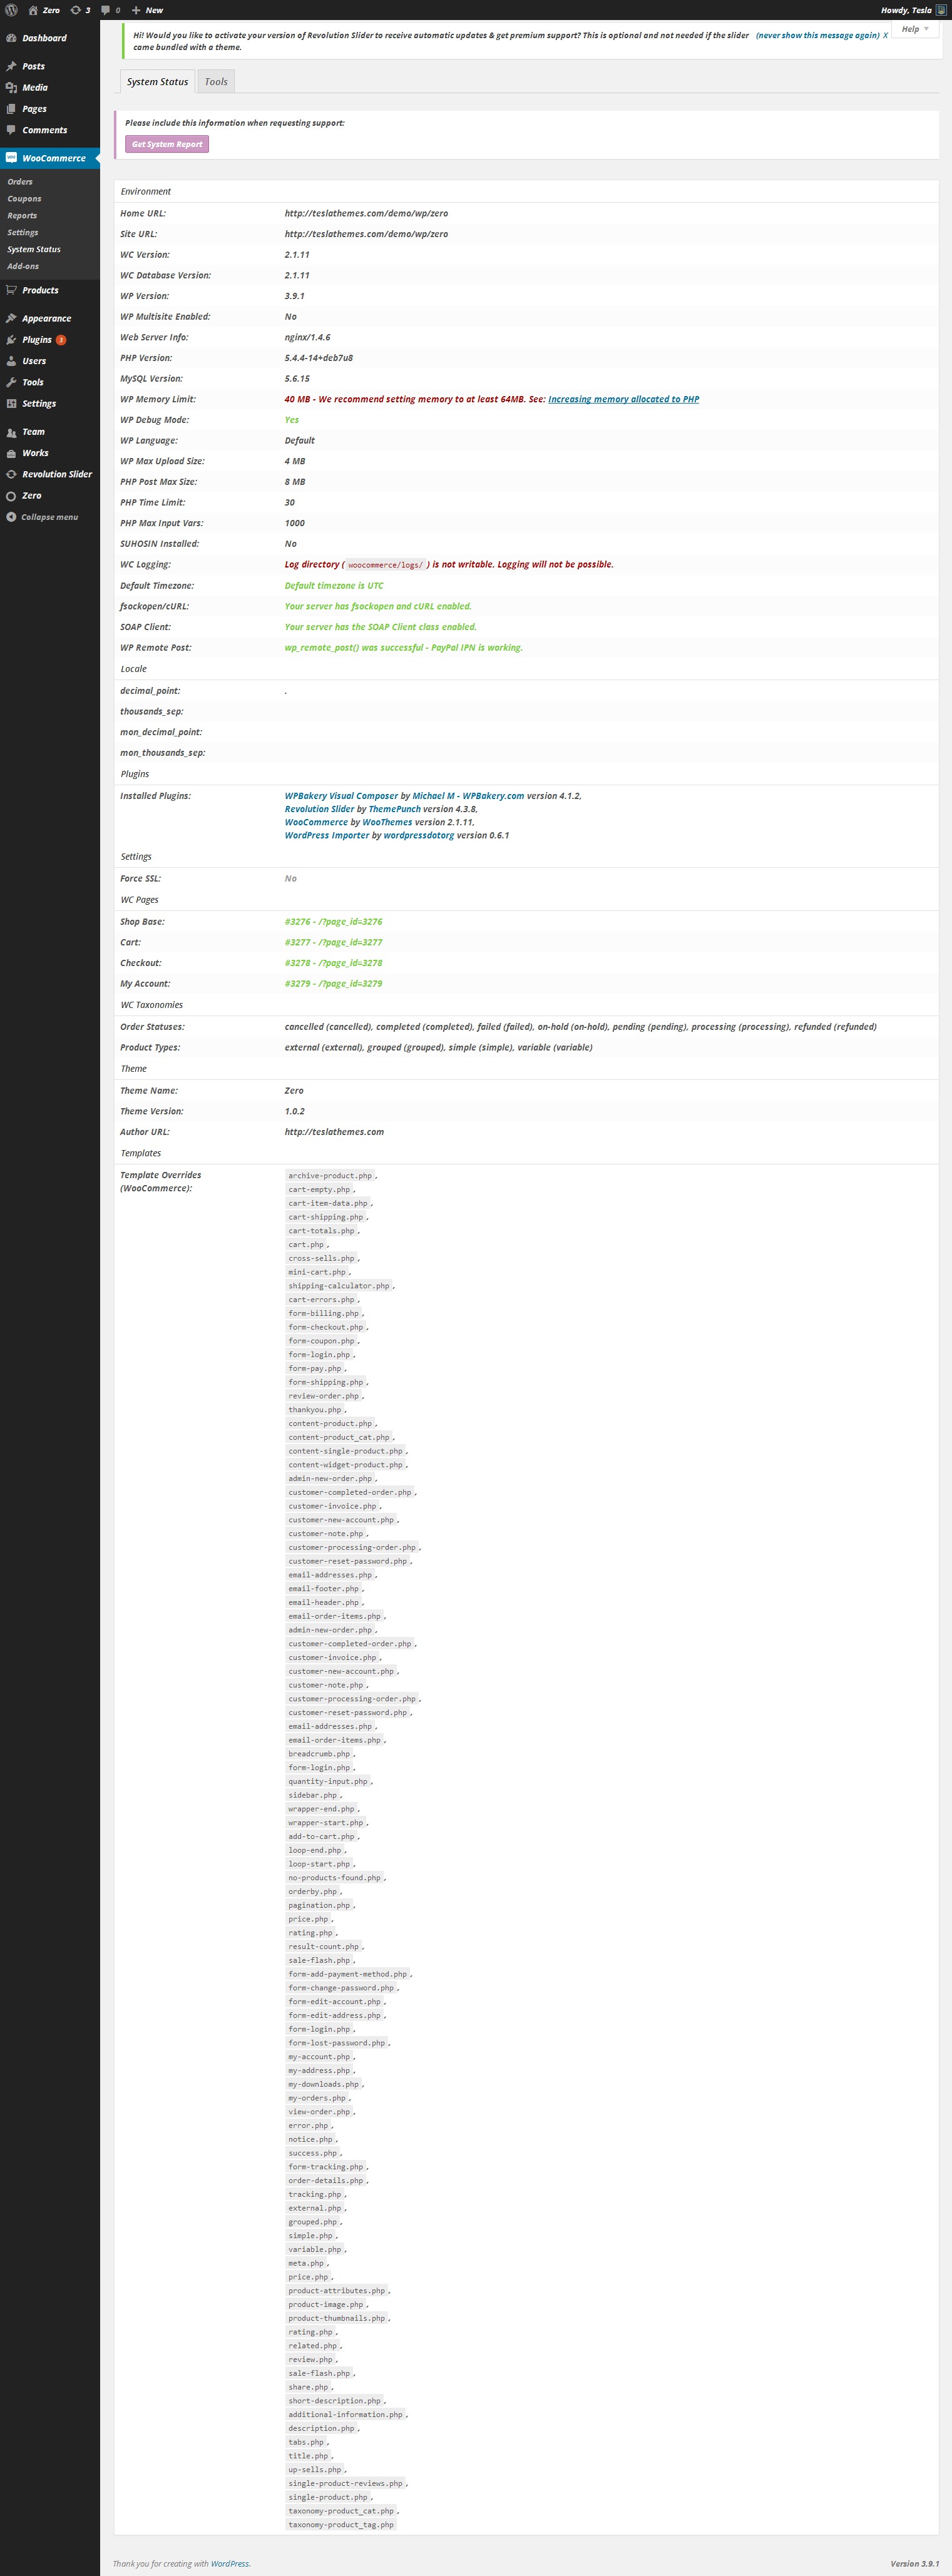 Zero 3 0 New Howdy, Tesla
Dashboard
Posts
Media
Pages
Comments
WooCommerce
Orders
Coupons
Reports
Settings
System Status
Add-ons
Products
Appearance
Plugins 3
Users
Tools
Settings
Team
Works
Revolution Slider
Zero
Collapse menu
Help
Hi! Would you like to activate your version of Revolution Slider to receive automatic updates & get premium support? This is optional and not needed if the slider (never show this message again) X
came bundled with a theme.
System Status Tools
Please include this information when requesting support:
Get System Report
Environment
Home URL: http://teslathemes.com/demo/wp/zero
Site URL: http://teslathemes.com/demo/wp/zero
WC Version: 2.1.11
WC Database Version: 2.1.11
WP Version: 3.9.1
WP Multisite Enabled: No
Web Server Info: nginx/1.4.6
PHP Version: 5.4.4-14+deb7u8
MySQL Version: 5.6.15
WP Memory Limit: 40 MB - We recommend setting memory to at least 64MB. See: Increasing memory allocated to PHP
WP Debug Mode: Yes
WP Language: Default
WP Max Upload Size: 4 MB
PHP Post Max Size: 8 MB
PHP Time Limit: 30
PHP Max Input Vars: 1000
SUHOSIN Installed: No
WC Logging: Log directory ( woocommerce/logs/ ) is not writable. Logging will not be possible.
Default Timezone: Default timezone is UTC
fsockopen/cURL: Your server has fsockopen and cURL enabled.
SOAP Client: Your server has the SOAP Client class enabled.
WP Remote Post: wp_remote_post() was successful - PayPal IPN is working.
Locale
decimal_point: .
thousands_sep:
mon_decimal_point:
mon_thousands_sep:
Plugins
Installed Plugins: WPBakery Visual Composer by Michael M - WPBakery.com version 4.1.2,
Revolution Slider by ThemePunch version 4.3.8,
WooCommerce by WooThemes version 2.1.11,
WordPress Importer by wordpressdotorg version 0.6.1
Settings
Force SSL: No
WC Pages
Shop Base: #3276 - /?page_id=3276
Cart: #3277 - /?page_id=3277
Checkout: #3278 - /?page_id=3278
My Account: #3279 - /?page_id=3279
WC Taxonomies
Order Statuses: cancelled (cancelled), completed (completed), failed (failed), on-hold (on-hold), pending (pending), processing (processing), refunded (refunded)
Product Types: external (external), grouped (grouped), simple (simple), variable (variable)
Theme
Theme Name: Zero
Theme Version: 1.0.2
Author URL: http://teslathemes.com
Templates
Template Overrides (WooCommerce): archive-product.php,
cart-empty.php,
cart-item-data.php,
cart-shipping.php,
cart-totals.php,
cart.php,
cross-sells.php,
mini-cart.php,
shipping-calculator.php,
cart-errors.php,
form-billing.php,
form-checkout.php,
form-coupon.php,
form-login.php,
form-pay.php,
form-shipping.php,
review-order.php,
thankyou.php,
content-product.php,
content-product_cat.php,
content-single-product.php,
content-widget-product.php,
admin-new-order.php,
customer-completed-order.php,
customer-invoice.php,
customer-new-account.php,
customer-note.php,
customer-processing-order.php,
customer-reset-password.php,
email-addresses.php,
email-footer.php,
email-header.php,
email-order-items.php,
admin-new-order.php,
customer-completed-order.php,
customer-invoice.php,
customer-new-account.php,
customer-note.php,
customer-processing-order.php,
customer-reset-password.php,
email-addresses.php,
email-order-items.php,
breadcrumb.php,
form-login.php,
quantity-input.php,
sidebar.php,
wrapper-end.php,
wrapper-start.php,
add-to-cart.php,
loop-end.php,
loop-start.php,
no-products-found.php,
orderby.php,
pagination.php,
price.php,
rating.php,
result-count.php,
sale-flash.php,
form-add-payment-method.php,
form-change-password.php,
form-edit-account.php,
form-edit-address.php,
form-login.php,
form-lost-password.php,
my-account.php,
my-address.php,
my-downloads.php,
my-orders.php,
view-order.php,
error.php,
notice.php,
success.php,
form-tracking.php,
order-details.php,
tracking.php,
external.php,
grouped.php,
simple.php,
variable.php,
meta.php,
price.php,
product-attributes.php,
product-image.php,
product-thumbnails.php,
rating.php,
related.php,
review.php,
sale-flash.php,
share.php,
short-description.php,
additional-information.php,
description.php,
tabs.php,
title.php,
up-sells.php,
single-product-reviews.php,
single-product.php,
taxonomy-product_cat.php,
taxonomy-product_tag.php
Thank you for creating with WordPress. Version 3.9.1